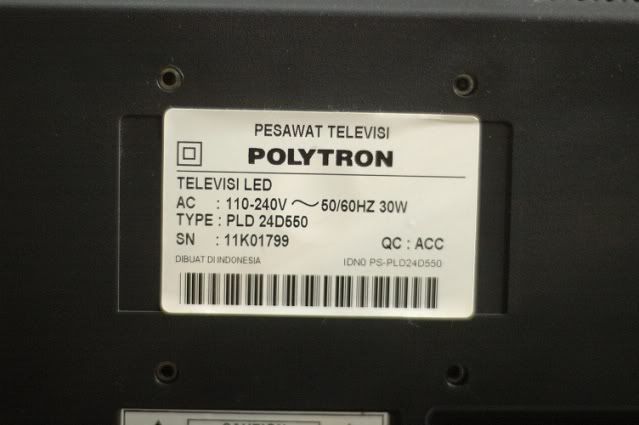 PESAWAT TELEVISI
POLYTRON
TELEVISI LED
AC : 110-240V ～ 50/60HZ 30W
TYPE : PLD 24D550
SN : 11K01799 QC : ACC
DIBUAT DI INDONESIA IDN0 PS-PLD24D550
CAUTION